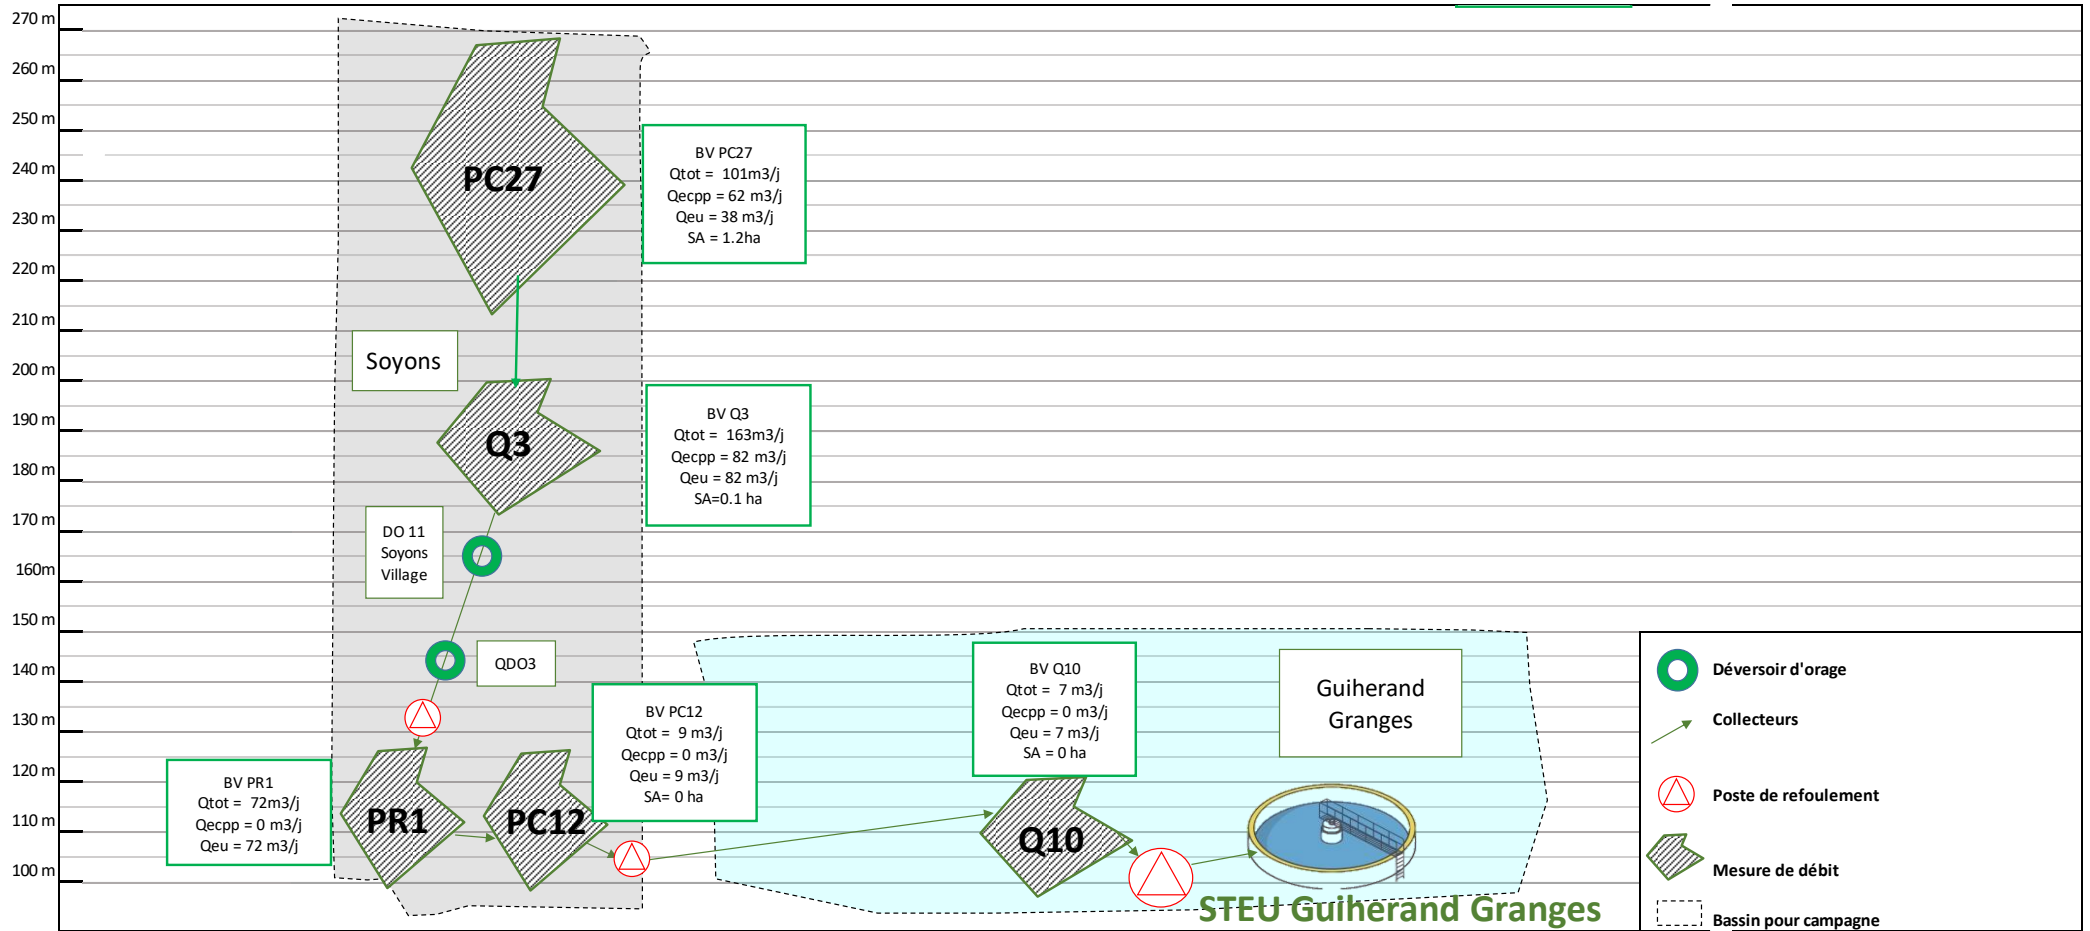 270 m
260 m
250 m
240 m
230 m
220 m
210 m
200 m
190 m
180 m
170 m
160m
150 m
140 m
130 m
120 m
110 m
100 m
PC27
BV PC27
Qtot = 101m3/j
Qecpp = 62 m3/j
Qeu = 38 m3/j
SA = 1.2ha
Soyons
Q3
BV Q3
Qtot = 163m3/j
Qecpp = 82 m3/j
Qeu = 82 m3/j
SA=0.1 ha
DO 11
Soyons
Village
QDO3
BV PR1
Qtot = 72m3/j
Qecpp = 0 m3/j
Qeu = 72 m3/j
PR1
PC12
BV PC12
Qtot = 9 m3/j
Qecpp = 0 m3/j
Qeu = 9 m3/j
SA= 0 ha
BV Q10
Qtot = 7 m3/j
Qecpp = 0 m3/j
Qeu = 7 m3/j
SA = 0 ha
Q10
Guiherand
Granges
STEU Guiherand Granges
Déversoir d'orage
Collecteurs
Poste de refoulement
Mesure de débit
Bassin pour campagne